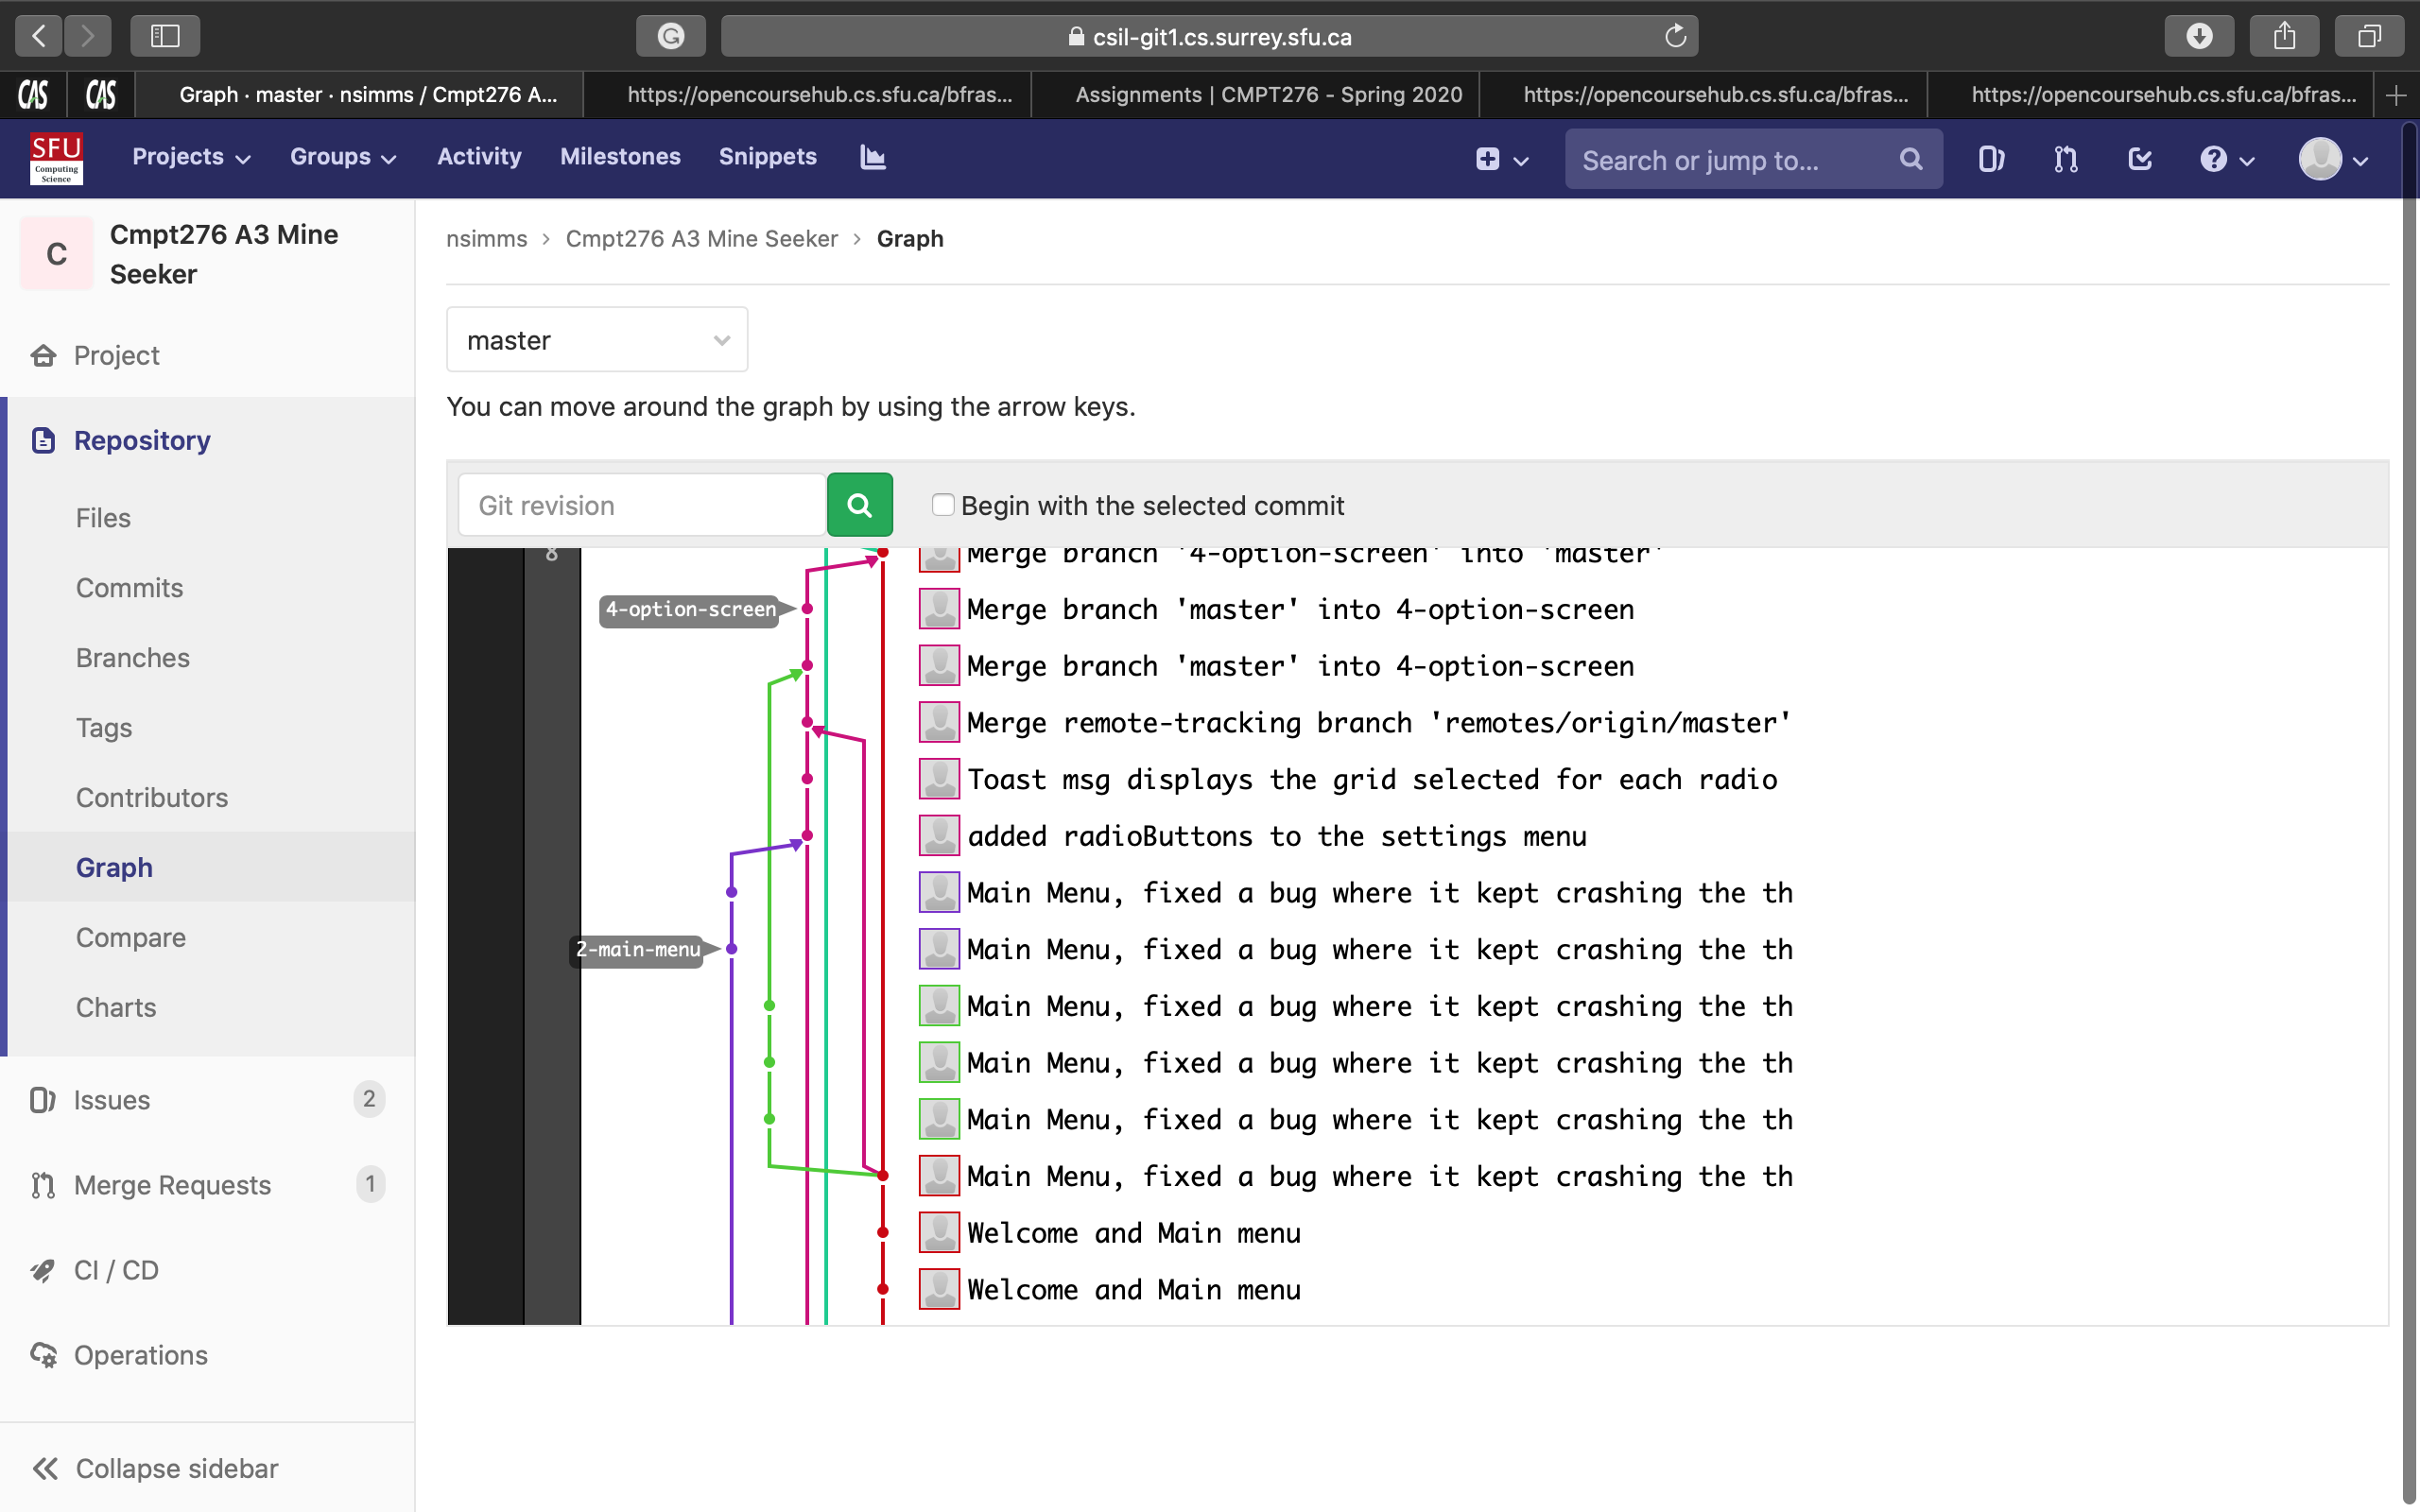 csil-git1.cs.surrey.sfu.ca
CAS
CAS
Graph · master · nsimms / Cmpt276 A...
https://opencoursehub.cs.sfu.ca/bfras...
Assignments | CMPT276 - Spring 2020
https://opencoursehub.cs.sfu.ca/bfras...
https://opencoursehub.cs.sfu.ca/bfras...
SFU
Computing
Science
Projects
Groups
Activity
Milestones
Snippets
Search or jump to...
C
Cmpt276 A3 Mine
Seeker
Project
Repository
Files
Commits
Branches
Tags
Contributors
Graph
Compare
Charts
Issues 2
Merge Requests 1
CI / CD
Operations
Collapse sidebar
nsimms > Cmpt276 A3 Mine Seeker > Graph
master
You can move around the graph by using the arrow keys.
Git revision
Begin with the selected commit
8
Merge branch '4-option-screen' into 'master'
4-option-screen
Merge branch 'master' into 4-option-screen
Merge branch 'master' into 4-option-screen
Merge remote-tracking branch 'remotes/origin/master'
Toast msg displays the grid selected for each radio
added radioButtons to the settings menu
Main Menu, fixed a bug where it kept crashing the th
2-main-menu
Main Menu, fixed a bug where it kept crashing the th
Main Menu, fixed a bug where it kept crashing the th
Main Menu, fixed a bug where it kept crashing the th
Main Menu, fixed a bug where it kept crashing the th
Main Menu, fixed a bug where it kept crashing the th
Welcome and Main menu
Welcome and Main menu